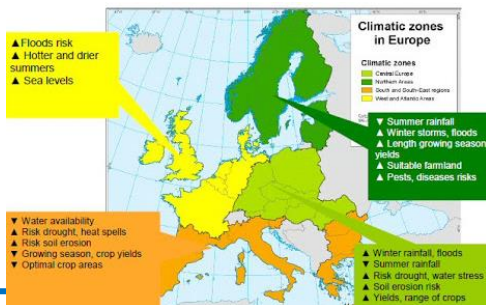 Climatic zones
in Europe
Climatic zones
Central Europe
Northern Areas
South and South-East regions
West and Atlantic Areas
▲Floods risk
▲ Hotter and drier
summers
▲ Sea levels
▼ Summer rainfall
▲ Winter storms, floods
▲ Length growing season,
yields
▲ Suitable farmland
▲ Pests, diseases risks
▼ Water availability
▲ Risk drought, heat spells
▲ Risk soil erosion
▼ Growing season, crop yields
▼ Optimal crop areas
▲ Winter rainfall, floods
▼ Summer rainfall
▲ Risk drought, water stress
▲ Soil erosion risk
▲ Yields, range of crops